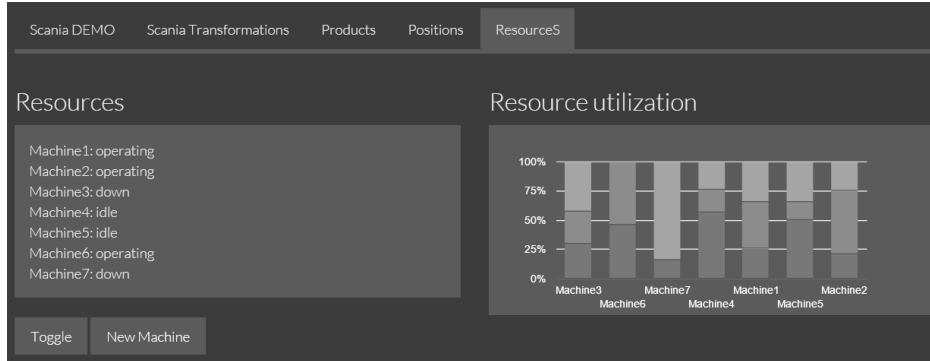 Scania DEMO Scania Transformations Products Positions ResourceS
Resources
Machine1: operating
Machine2: operating
Machine3: down
Machine4: idle
Machine5: idle
Machine6: operating
Machine7: down
Toggle New Machine
Resource utilization
100%
75%
50%
25%
0%
Machine3 Machine7 Machine1 Machine2
Machine6 Machine4 Machine5